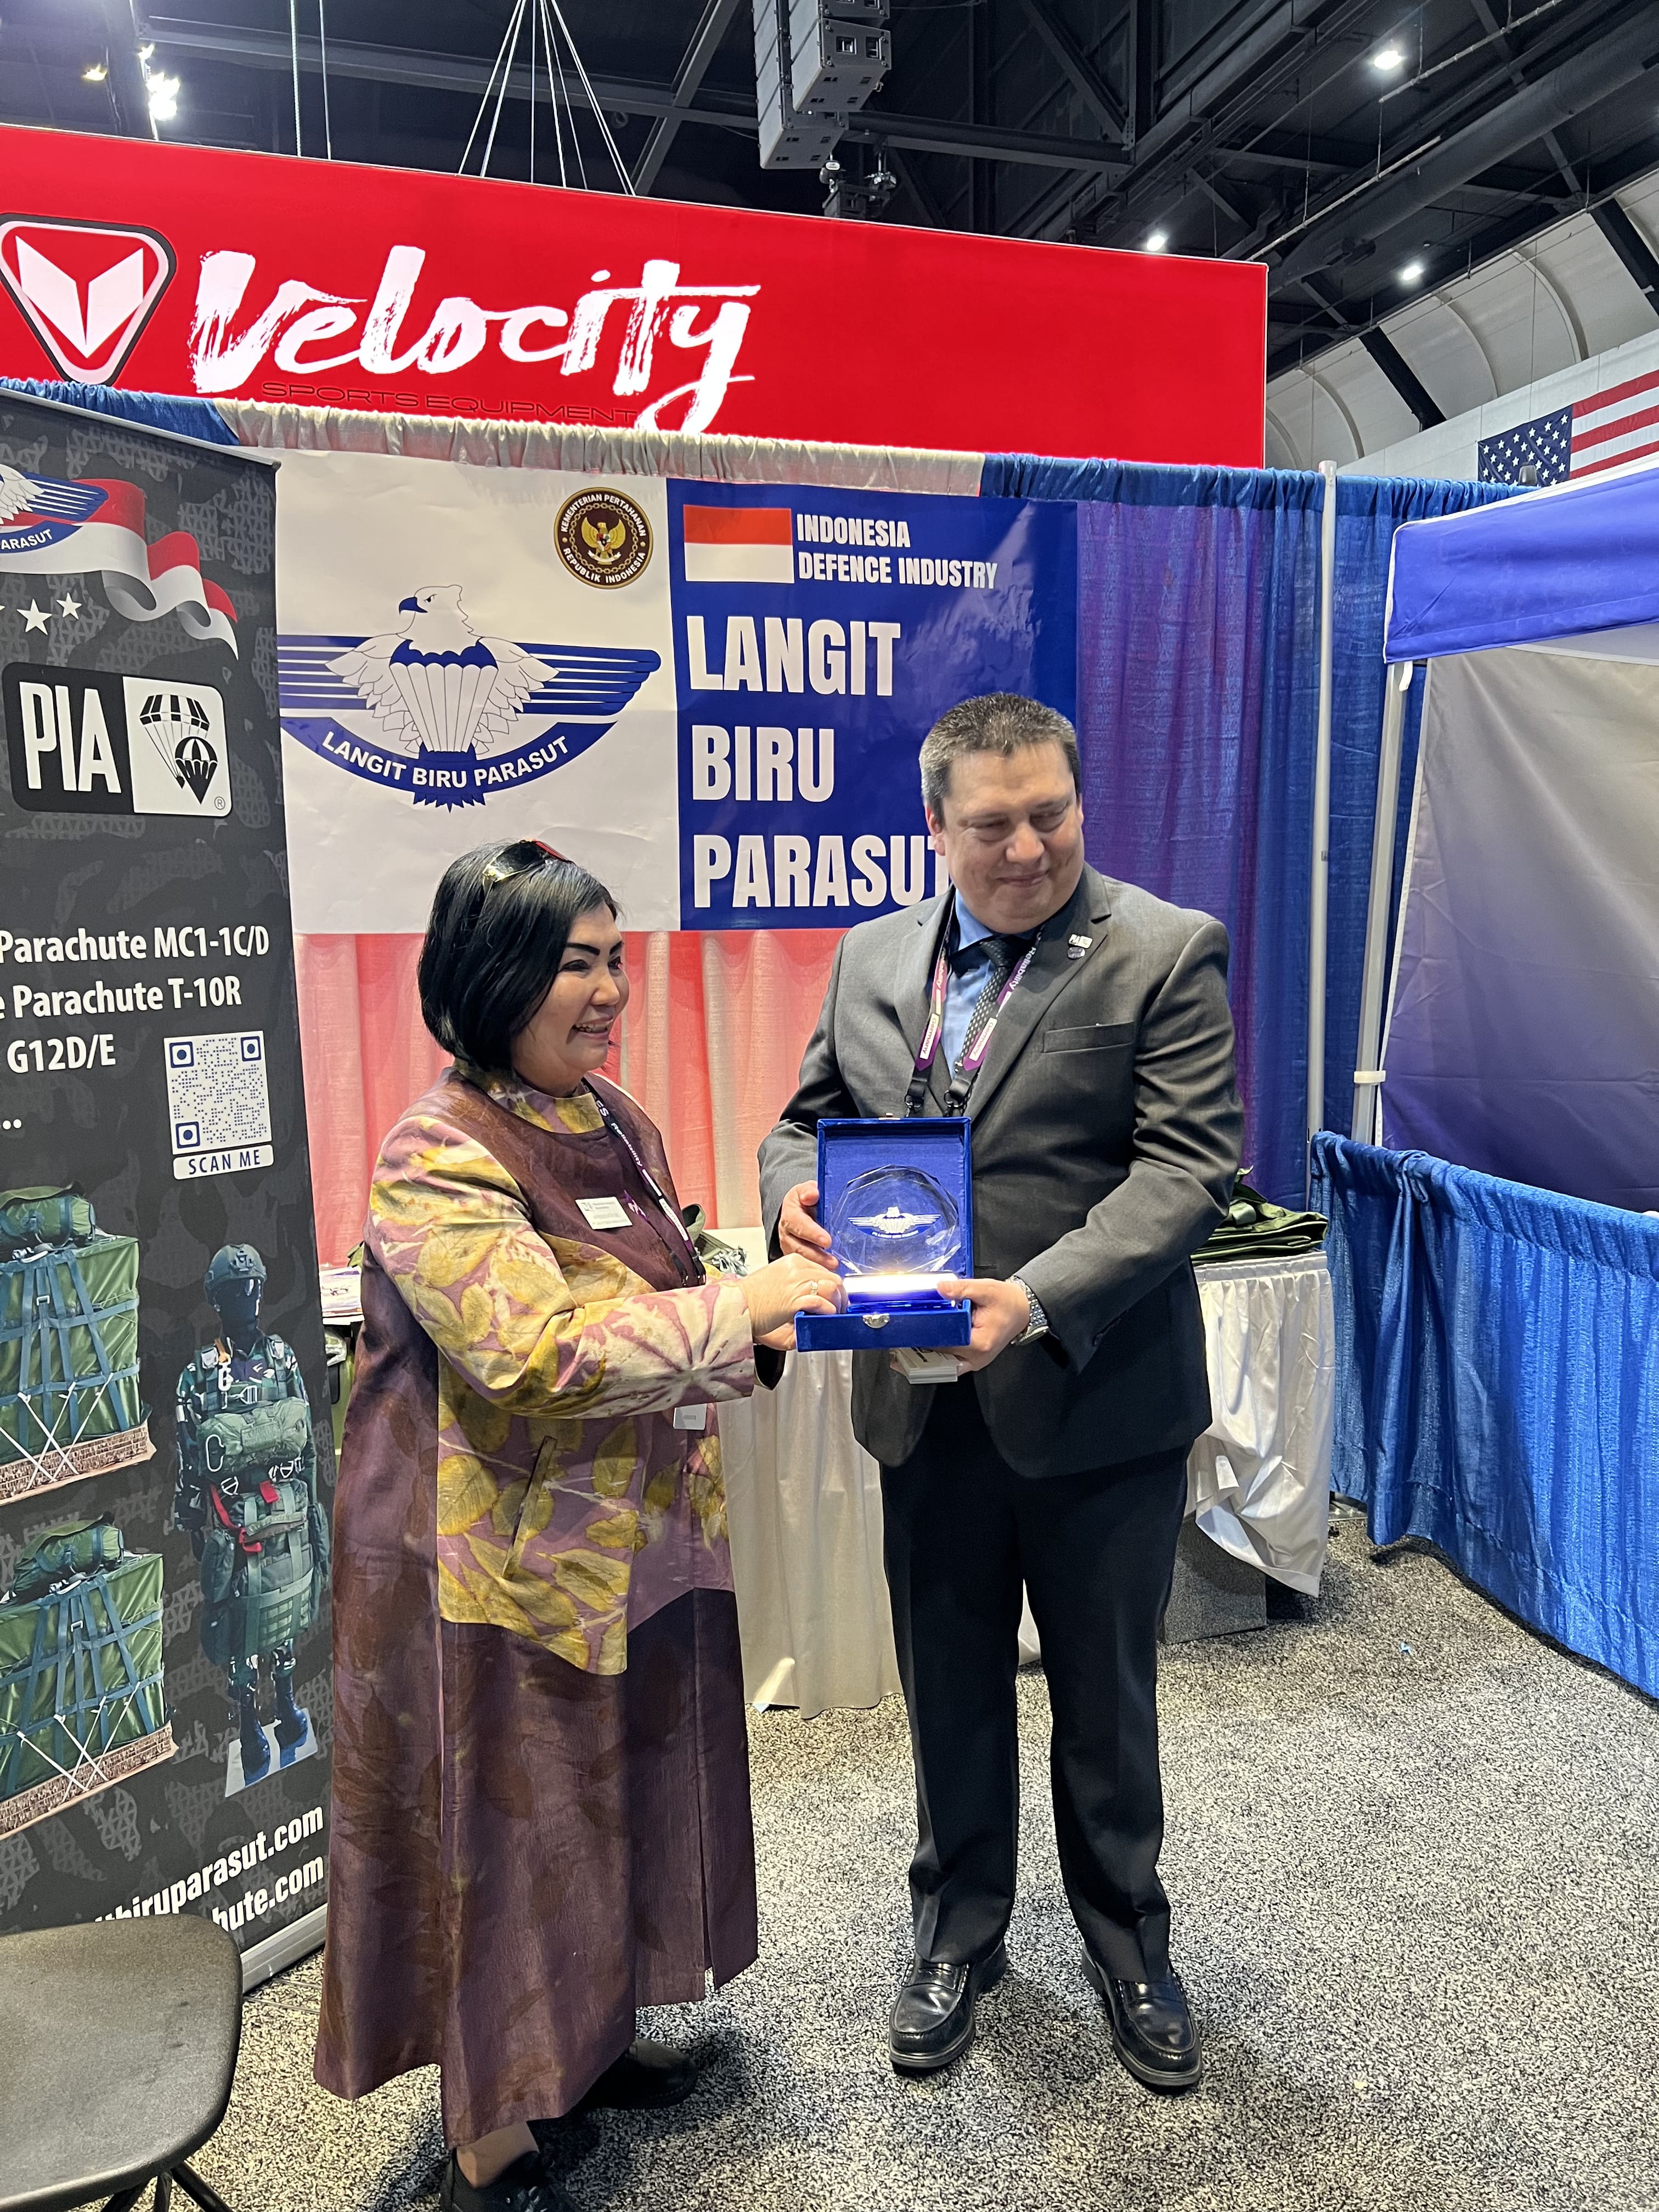 Velocity
SPORTS EQUIPMENT
ARASUT
PIA
®
Parachute MC1-1C/D
Parachute T-10R
G12D/E
...
SCAN ME
biruparasut.com
hute.com
KEMENTERIAN PERTAHANAN
REPUBLIK INDONESIA
LANGIT BIRU PARASUT
INDONESIA
DEFENCE INDUSTRY
LANGIT
BIRU
PARASUT